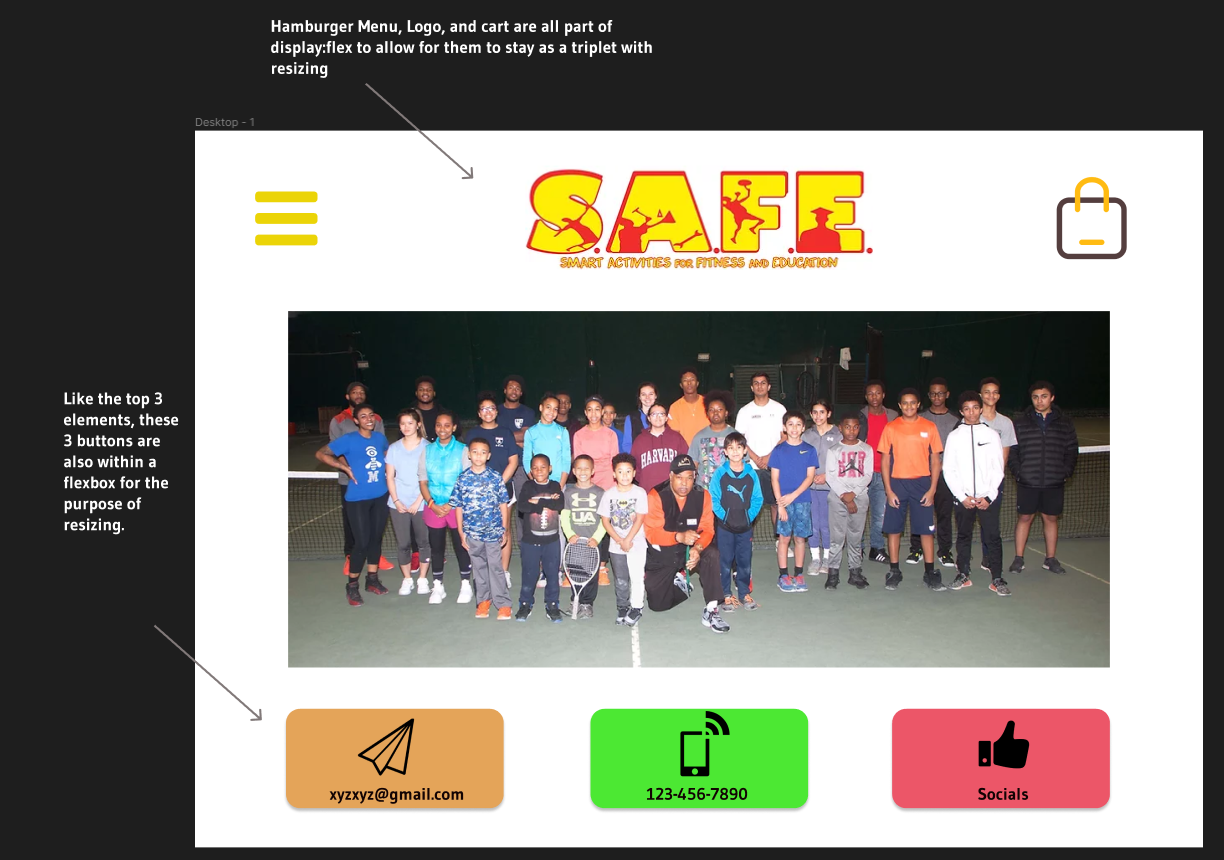 Hamburger Menu, Logo, and cart are all part of
display:flex to allow for them to stay as a triplet with
resizing
Desktop - 1
S.A.F.E.
SMART ACTIVITIES FOR FITNESS AND EDUCATION
Like the top 3
elements, these
3 buttons are
also within a
flexbox for the
purpose of
resizing.
HARVARD
M
UA
xyzxyz@gmail.com
123-456-7890
Socials